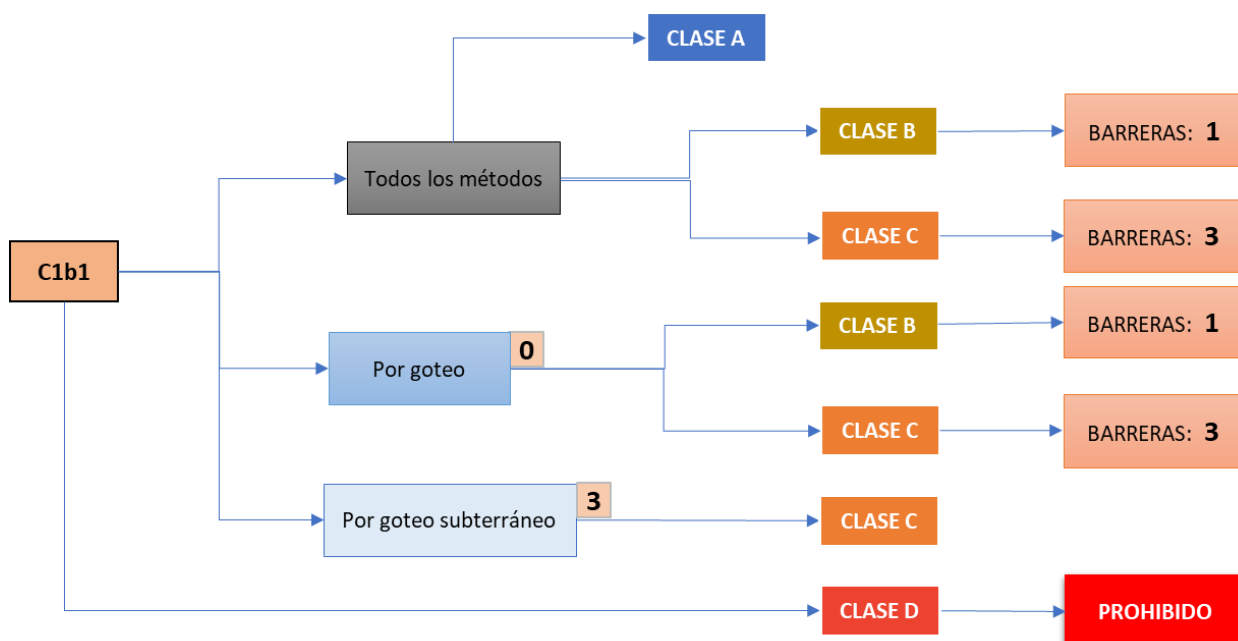 CLASE A
CLASE B
BARRERAS: 1
Todos los métodos
CLASE C
BARRERAS: 3
C1b1
CLASE B
BARRERAS: 1
0
Por goteo
CLASE C
BARRERAS: 3
3
Por goteo subterráneo
CLASE C
CLASE D
PROHIBIDO